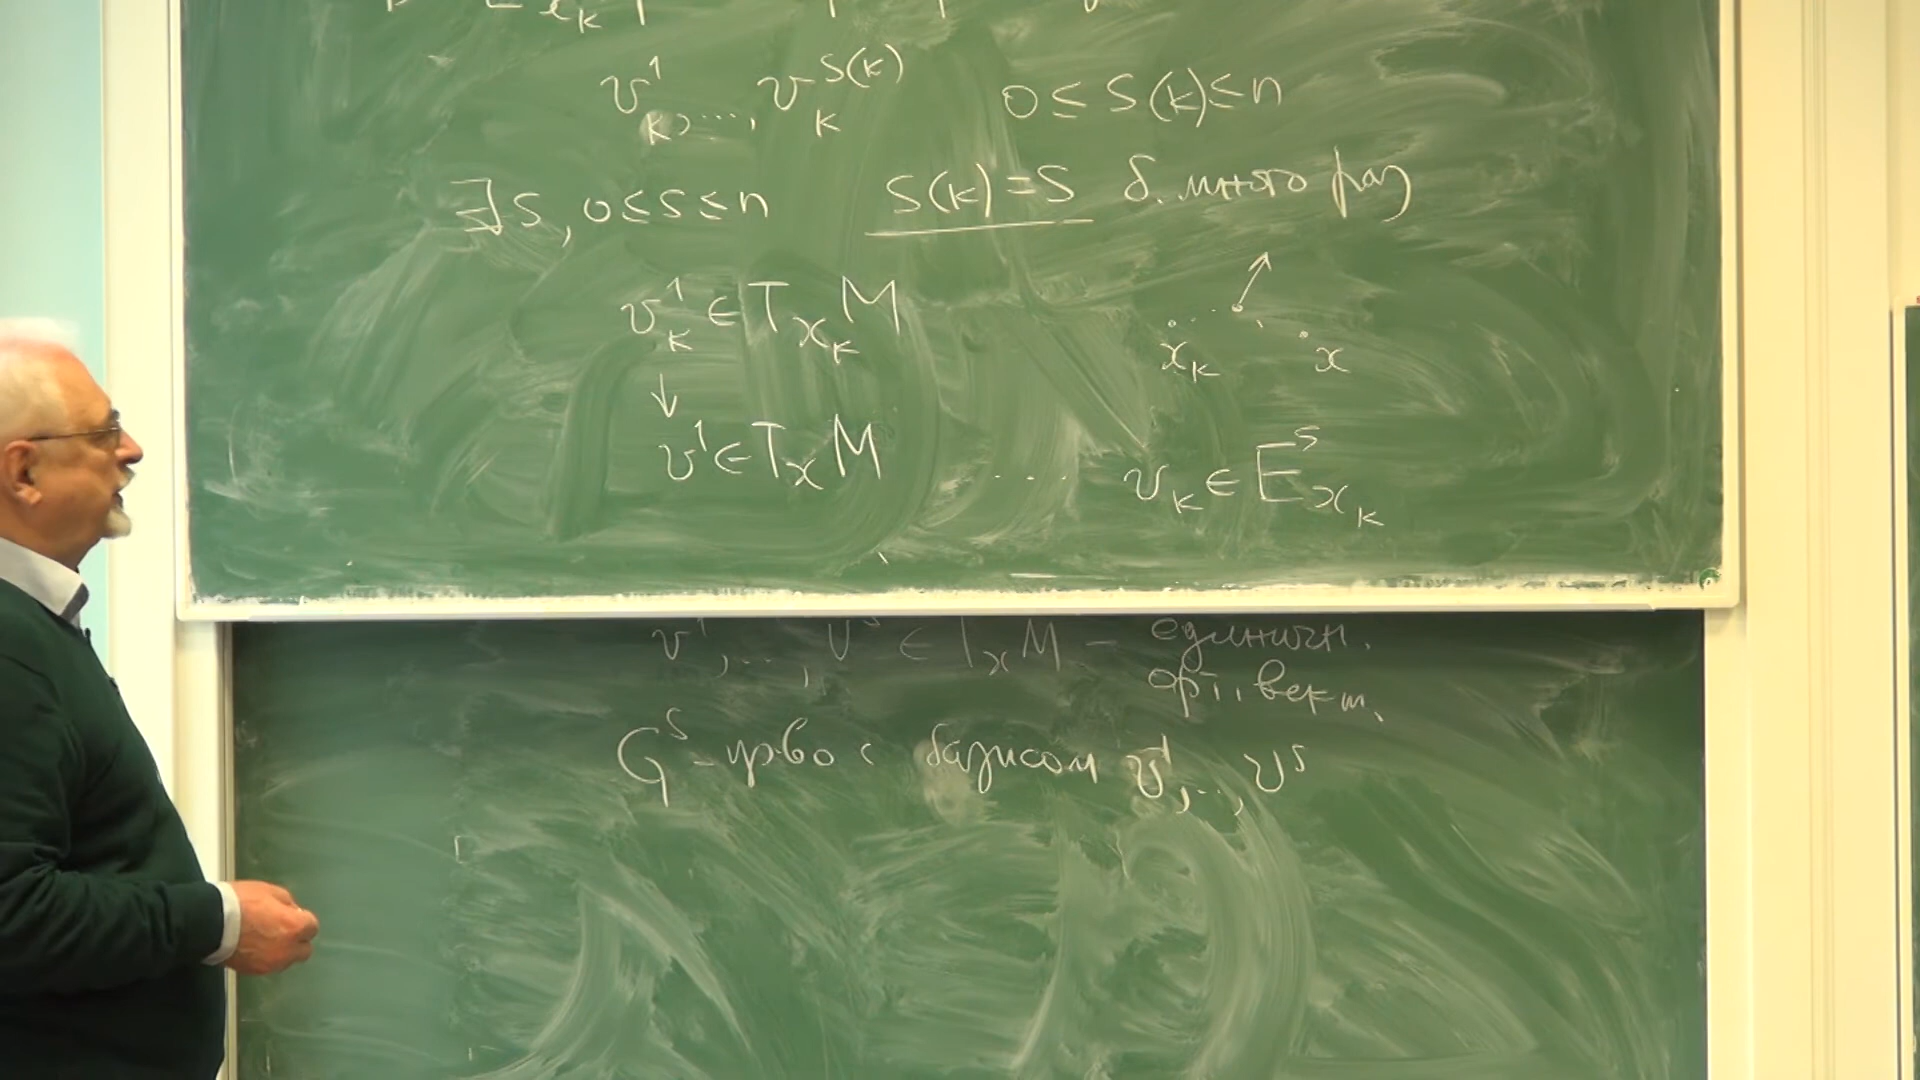 v_k^1, ..., v_k^{S(k)} 0 ≤ S(k) ≤ n
∃ s, 0 ≤ s ≤ n S(k) = S б. много раз
v_k^1 ∈ T_{x_k} M
x_k x
↓
v^1 ∈ T_x M .... v_k ∈ E^s_{x_k}
v^1, ..., v^s ∈ T_x M – единичн.
орт. вект.
G^s - пр-во с базисом v^1, .., v^s